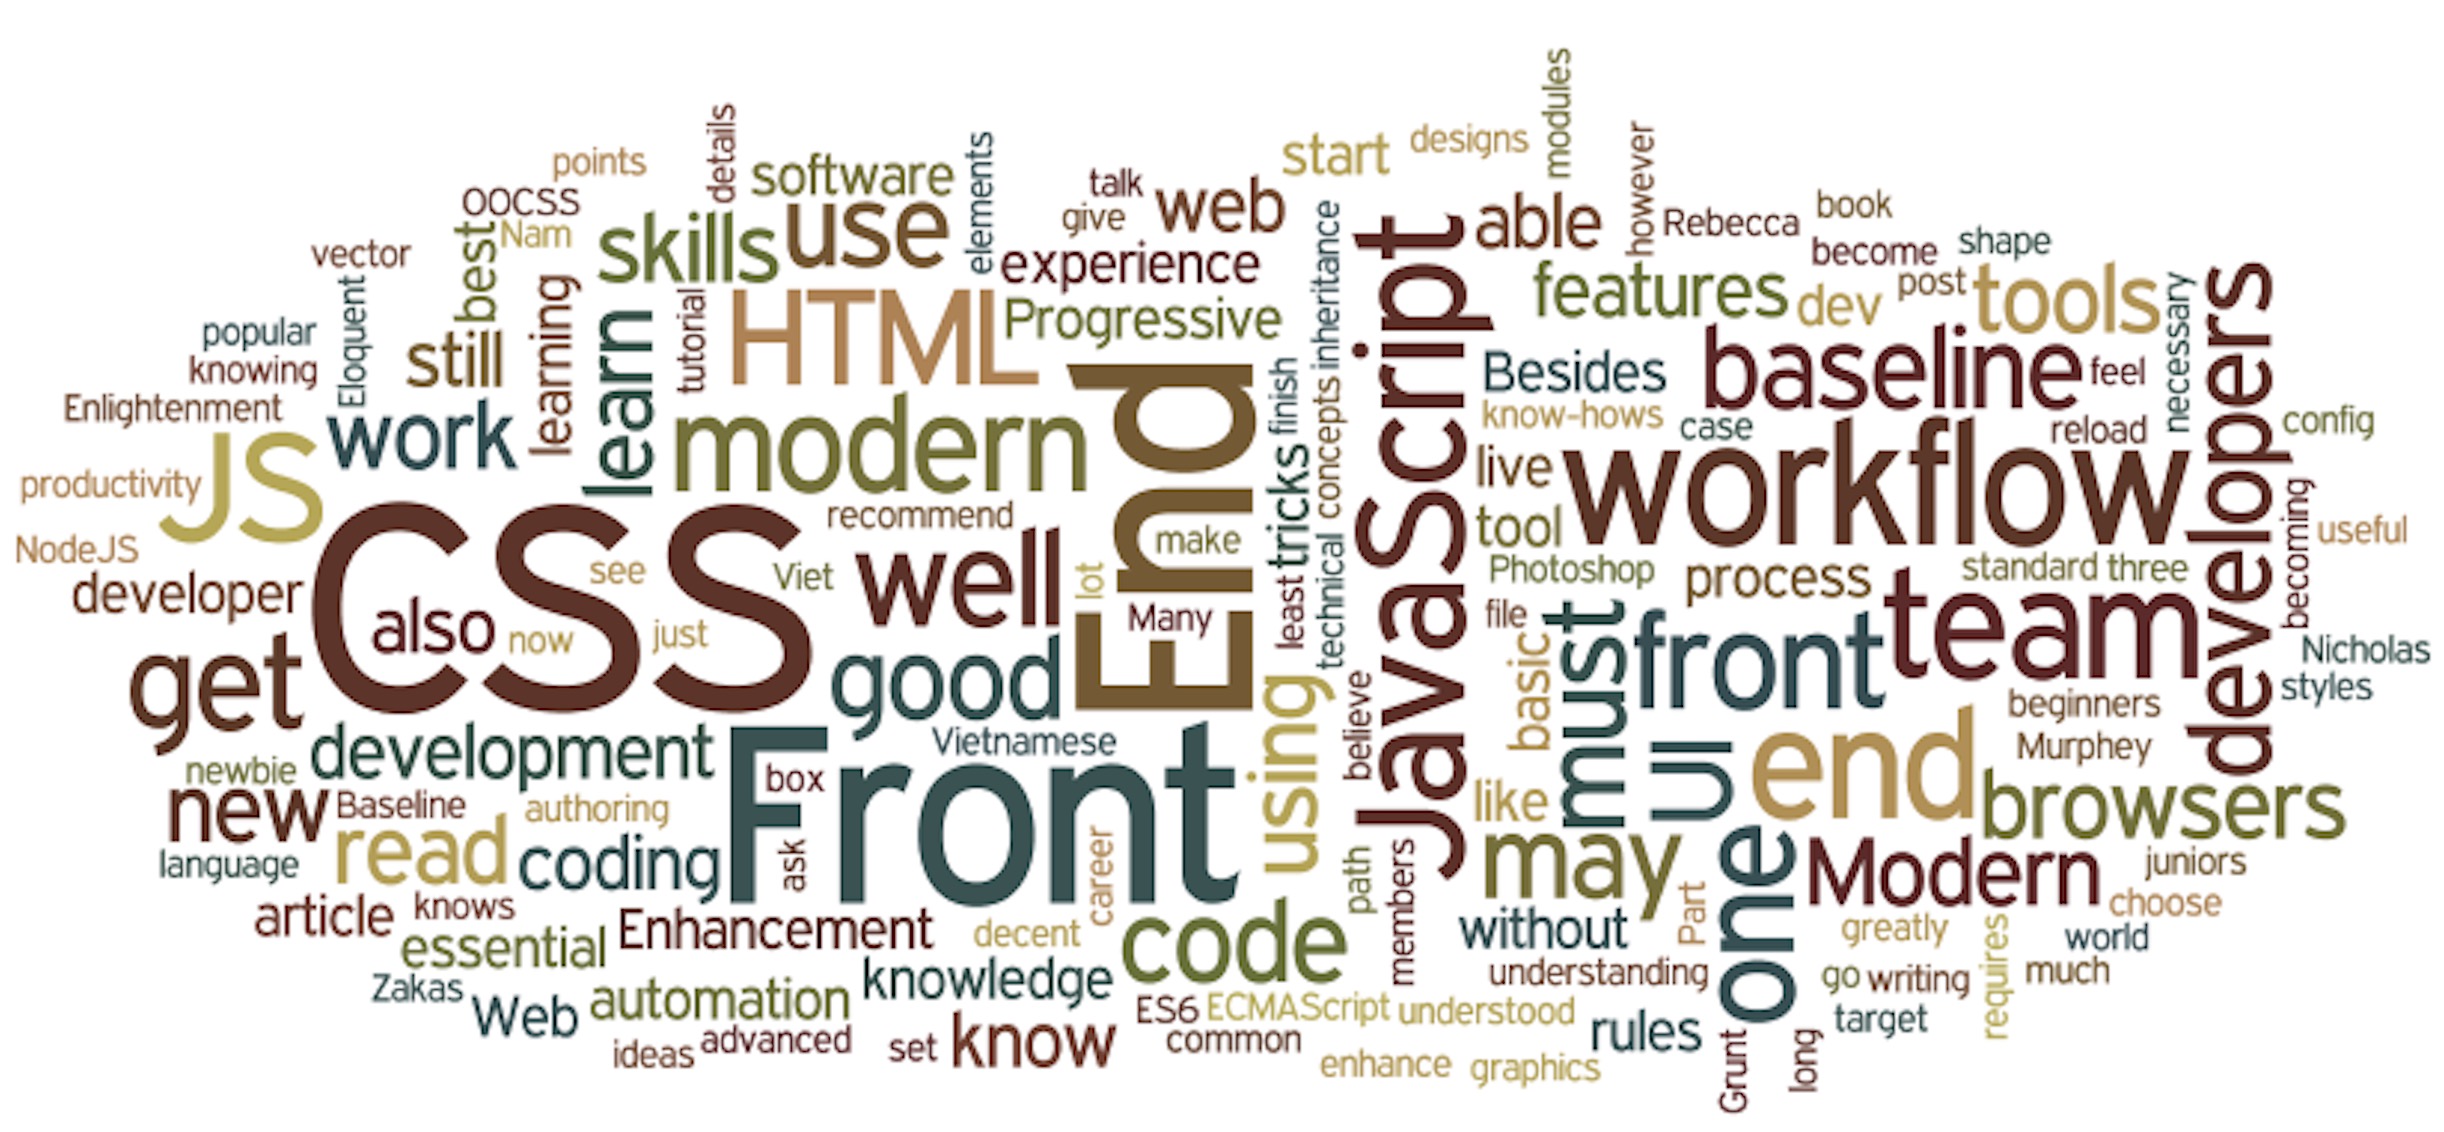 modules
details
points
software
elements
talk
start
designs
however
oocss
Nam
best
skills
use
give
web
inheritance
able
Rebecca
book
become
shape
vector
Eloquent
learning
learn
tutorial
HTML
experience
Progressive
JavaScript
features
dev
post
tools
necessary
developers
popular
knowing
still
finish
Besides
baseline
feel
Enlightenment
work
modern
End
tricks
concepts
know-hows
case
reload
config
JS
productivity
live
workflow
NodeJS
CSS
recommend
make
tool
becoming
useful
developer
see
Viet
well
lot
least
technical
Photoshop
process
standard
three
also
now
just
Many
file
must
front
team
get
good
using
believe
basic
Nicholas
styles
beginners
development
Vietnamese
UI
end
Murphey
newbie
Front
box
like
browsers
new
Baseline
authoring
read
coding
ask
career
path
members
may
one
Modern
juniors
language
article
knows
essential
Enhancement
decent
code
without
Part
greatly
requires
choose
world
Zakas
Web
automation
knowledge
understanding
go
writing
much
ES6
ECMAScript
understood
rules
target
ideas
advanced
set
know
common
enhance
graphics
Grunt
long